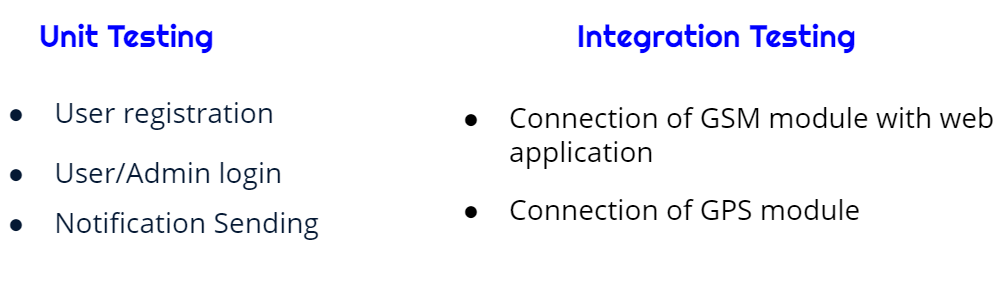 Unit Testing
● User registration
● User/Admin login
● Notification Sending
Integration Testing
● Connection of GSM module with web
application
● Connection of GPS module